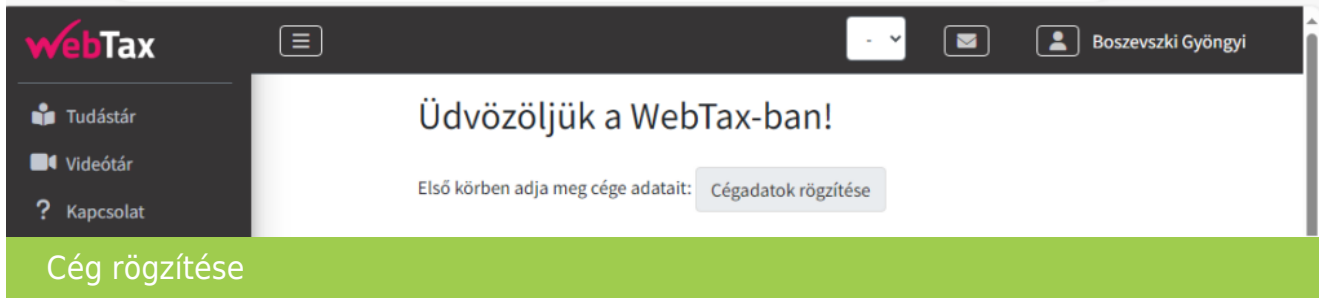 webTax
Boszevszki Gyöngyi
Tudástár
Videótár
Kapcsolat
Üdvözöljük a WebTax-ban!
Első körben adja meg cége adatait: Cégadatok rögzítése
Cég rögzítése